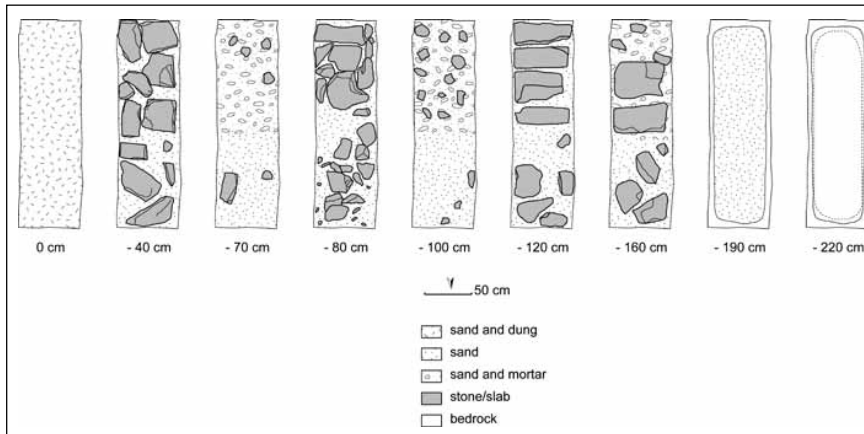 0 cm - 40 cm - 70 cm - 80 cm - 100 cm - 120 cm - 160 cm - 190 cm - 220 cm
50 cm
sand and dung
sand
sand and mortar
stone/slab
bedrock